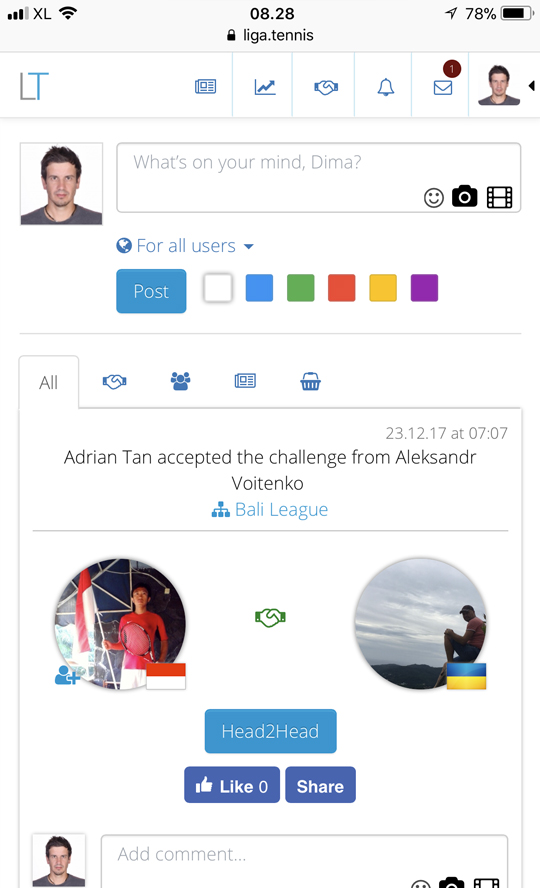 XL 08.28 78%
liga.tennis
LT 1
What's on your mind, Dima?
For all users
Post
All
23.12.17 at 07:07
Adrian Tan accepted the challenge from Aleksandr
Voitenko
Bali League
Head2Head
Like 0 Share
Add comment...